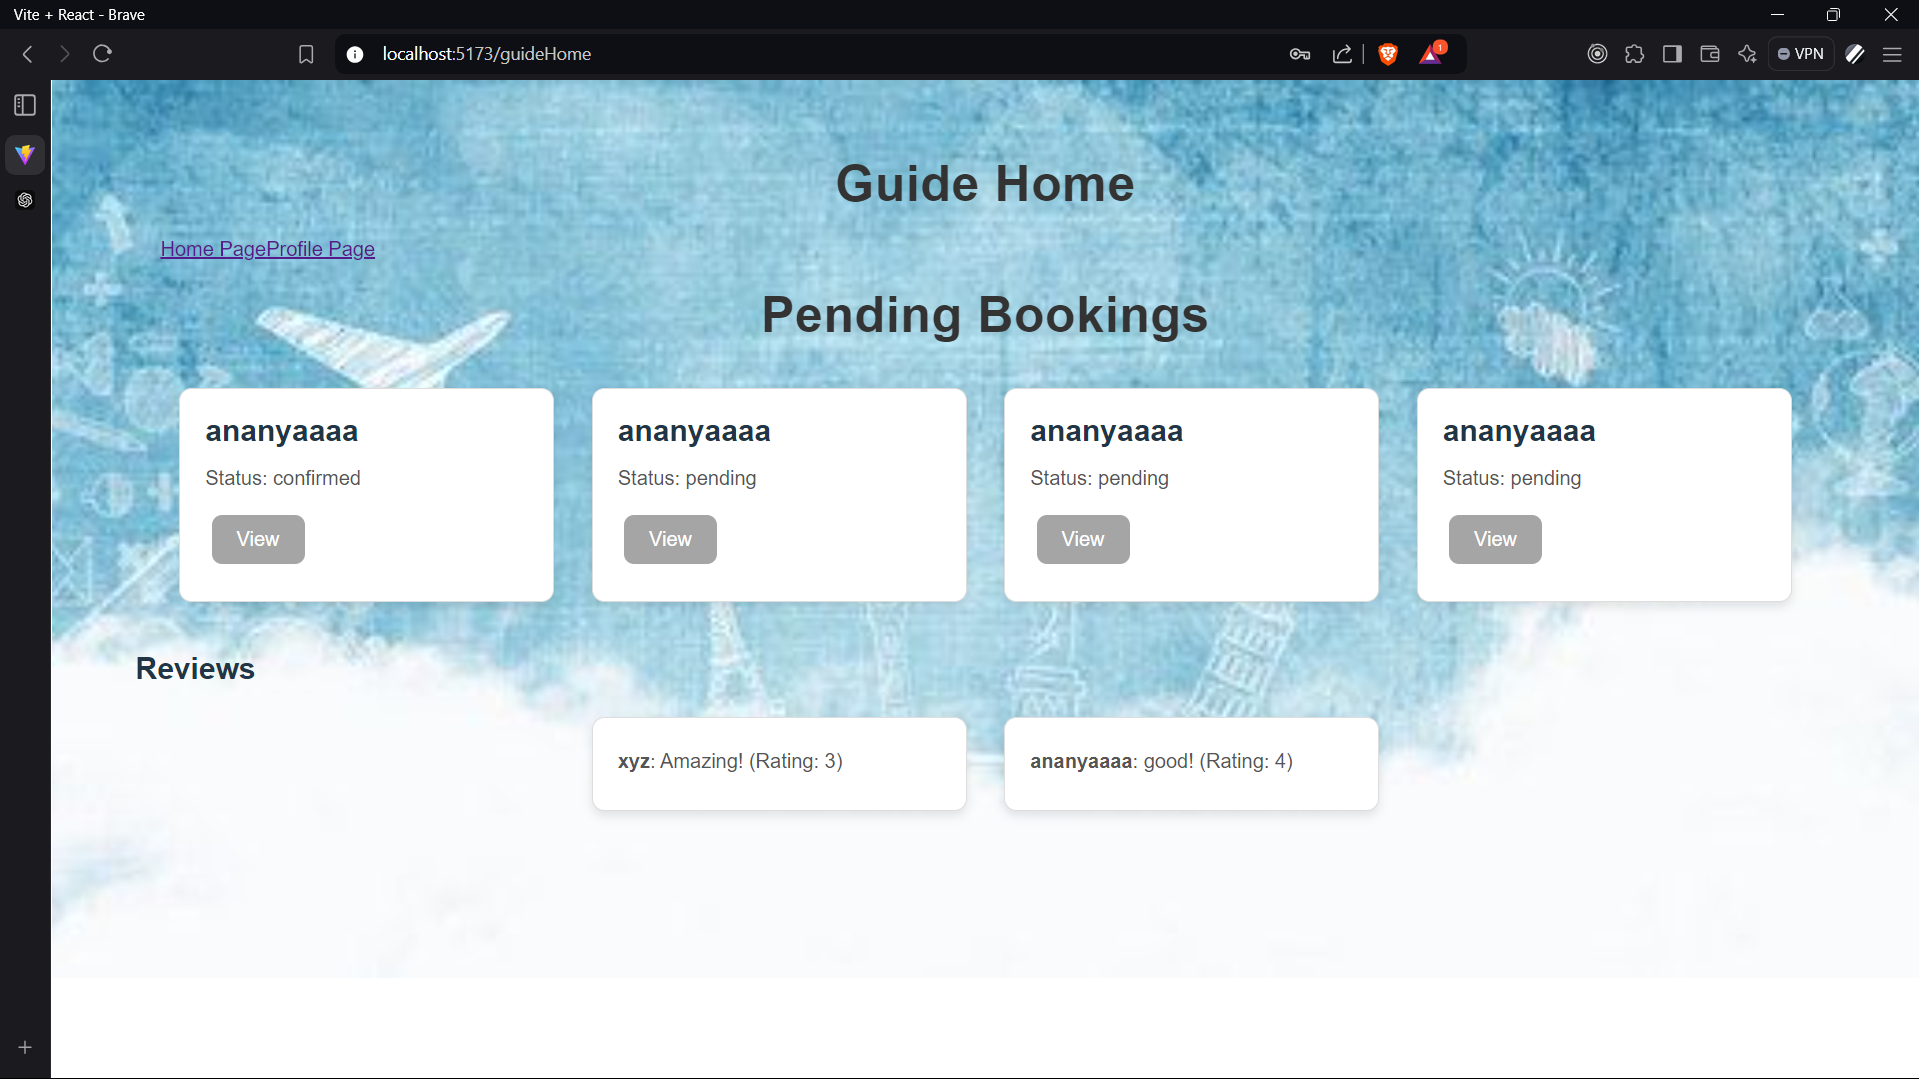 Vite + React - Brave
localhost:5173/guideHome
1
VPN
Guide Home
Home PageProfile Page
Pending Bookings
ananyaaaa
Status: confirmed
View
ananyaaaa
Status: pending
View
ananyaaaa
Status: pending
View
ananyaaaa
Status: pending
View
Reviews
xyz: Amazing! (Rating: 3)
ananyaaaa: good! (Rating: 4)